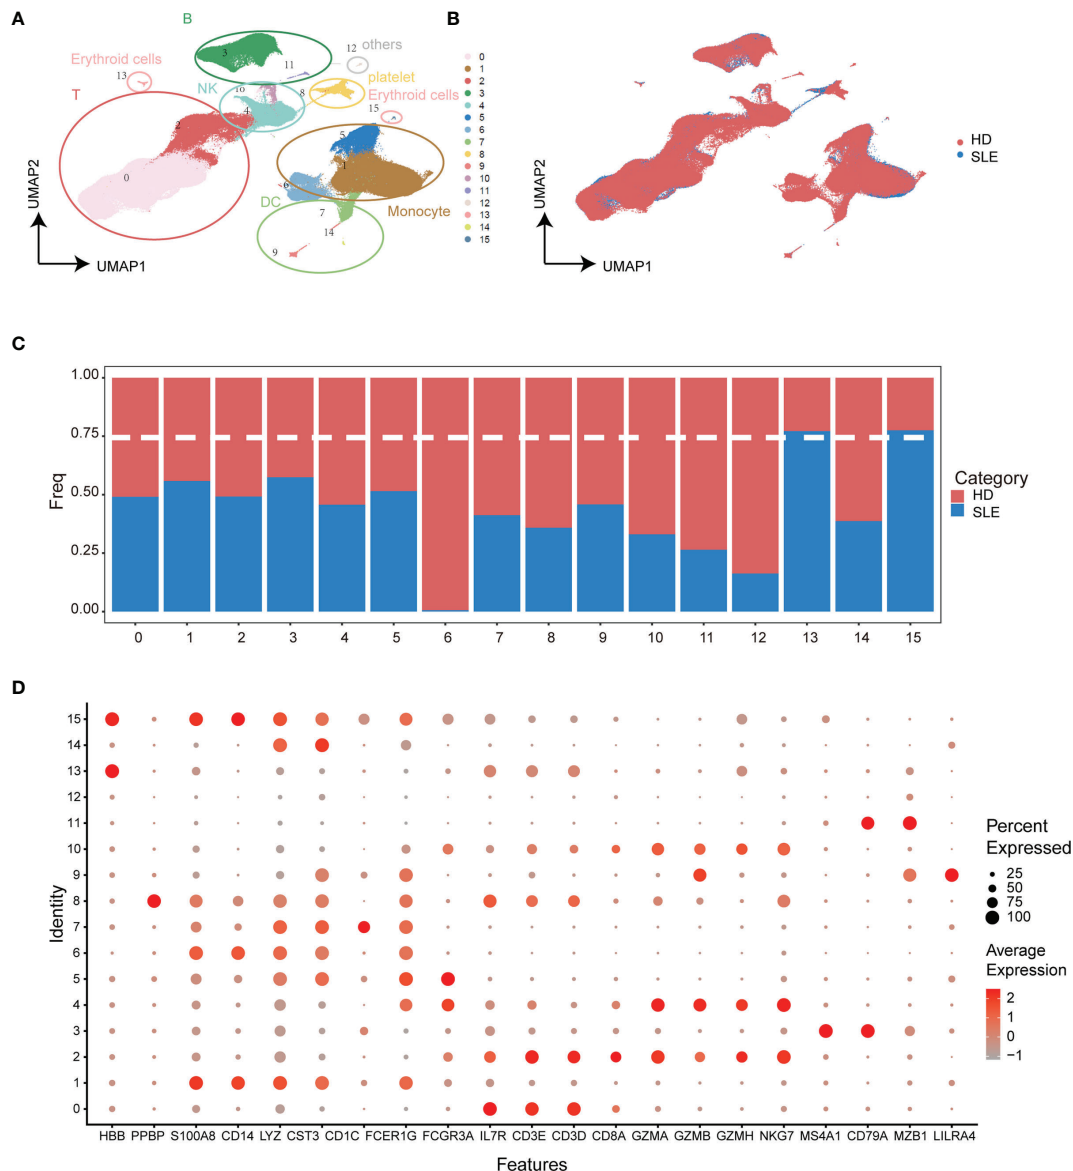 A
B
Erythroid cells
13
T
3
11
12
others
NK
10
4
8
platelet
Erythroid cells
15
2
0
5
1
6
Monocyte
DC
7
14
9
UMAP2
UMAP1
0
1
2
3
4
5
6
7
8
9
10
11
12
13
14
15
B
UMAP2
UMAP1
HD
SLE
C
Freq
1.00
0.75
0.50
0.25
0.00
0 1 2 3 4 5 6 7 8 9 10 11 12 13 14 15
Category
HD
SLE
D
Identity
15
14
13
12
11
10
9
8
7
6
5
4
3
2
1
0
HBB PPBP S100A8 CD14 LYZ CST3 CD1C FCER1G FCGR3A IL7R CD3E CD3D CD8A GZMA GZMB GZMH NKG7 MS4A1 CD79A MZB1 LILRA4
Features
Percent
Expressed
25
50
75
100
Average
Expression
2
1
0
−1